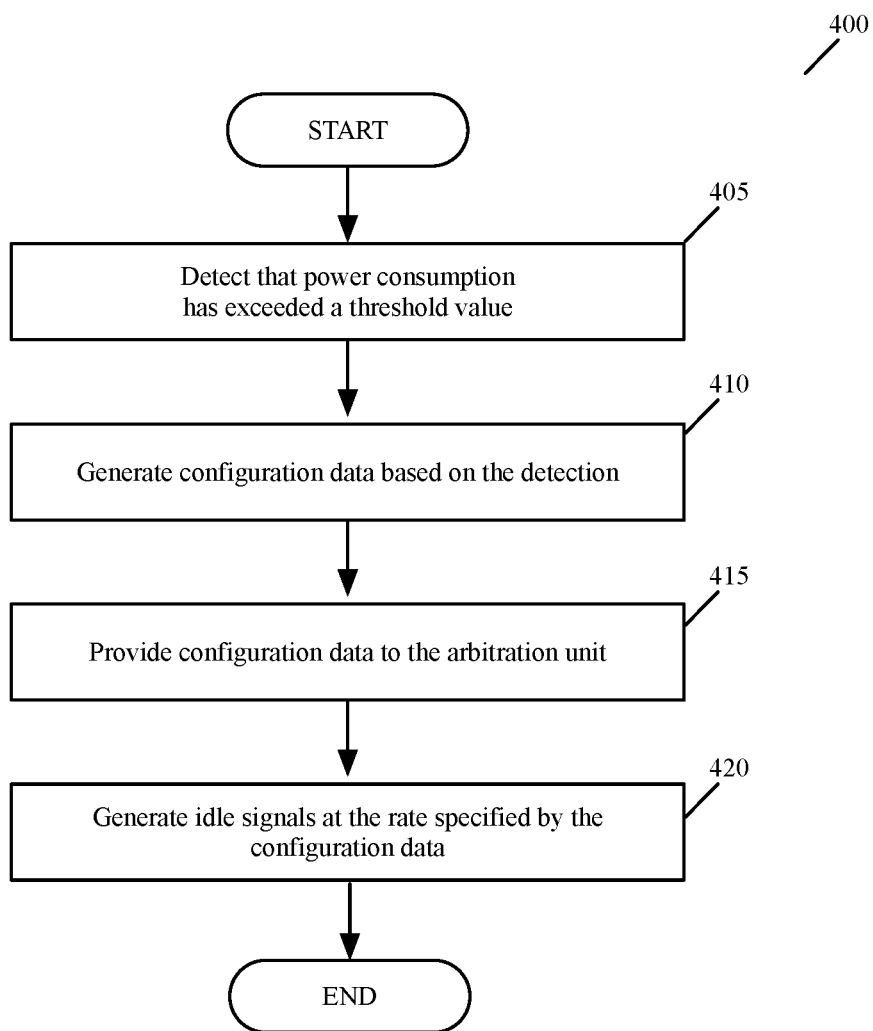 400
START
405
Detect that power consumption
has exceeded a threshold value
410
Generate configuration data based on the detection
415
Provide configuration data to the arbitration unit
420
Generate idle signals at the rate specified by the
configuration data
END